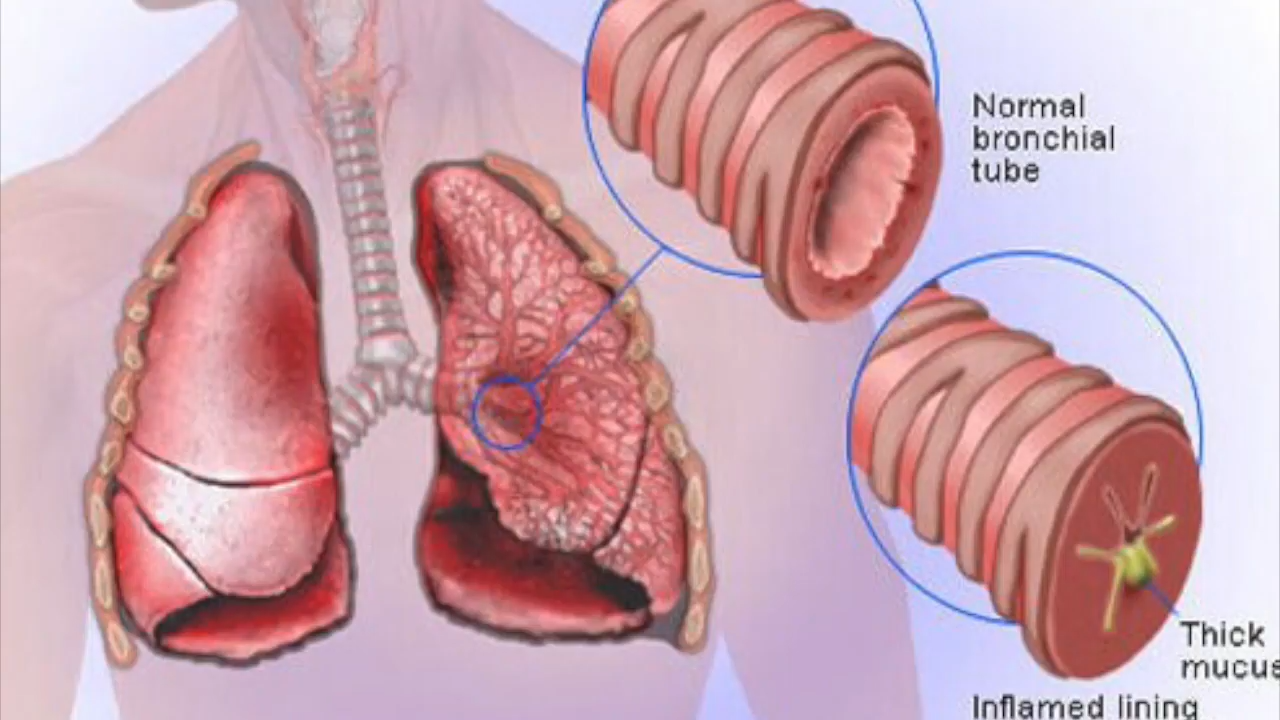 Normal
bronchial
tube
Thick
mucus
Inflamed lining